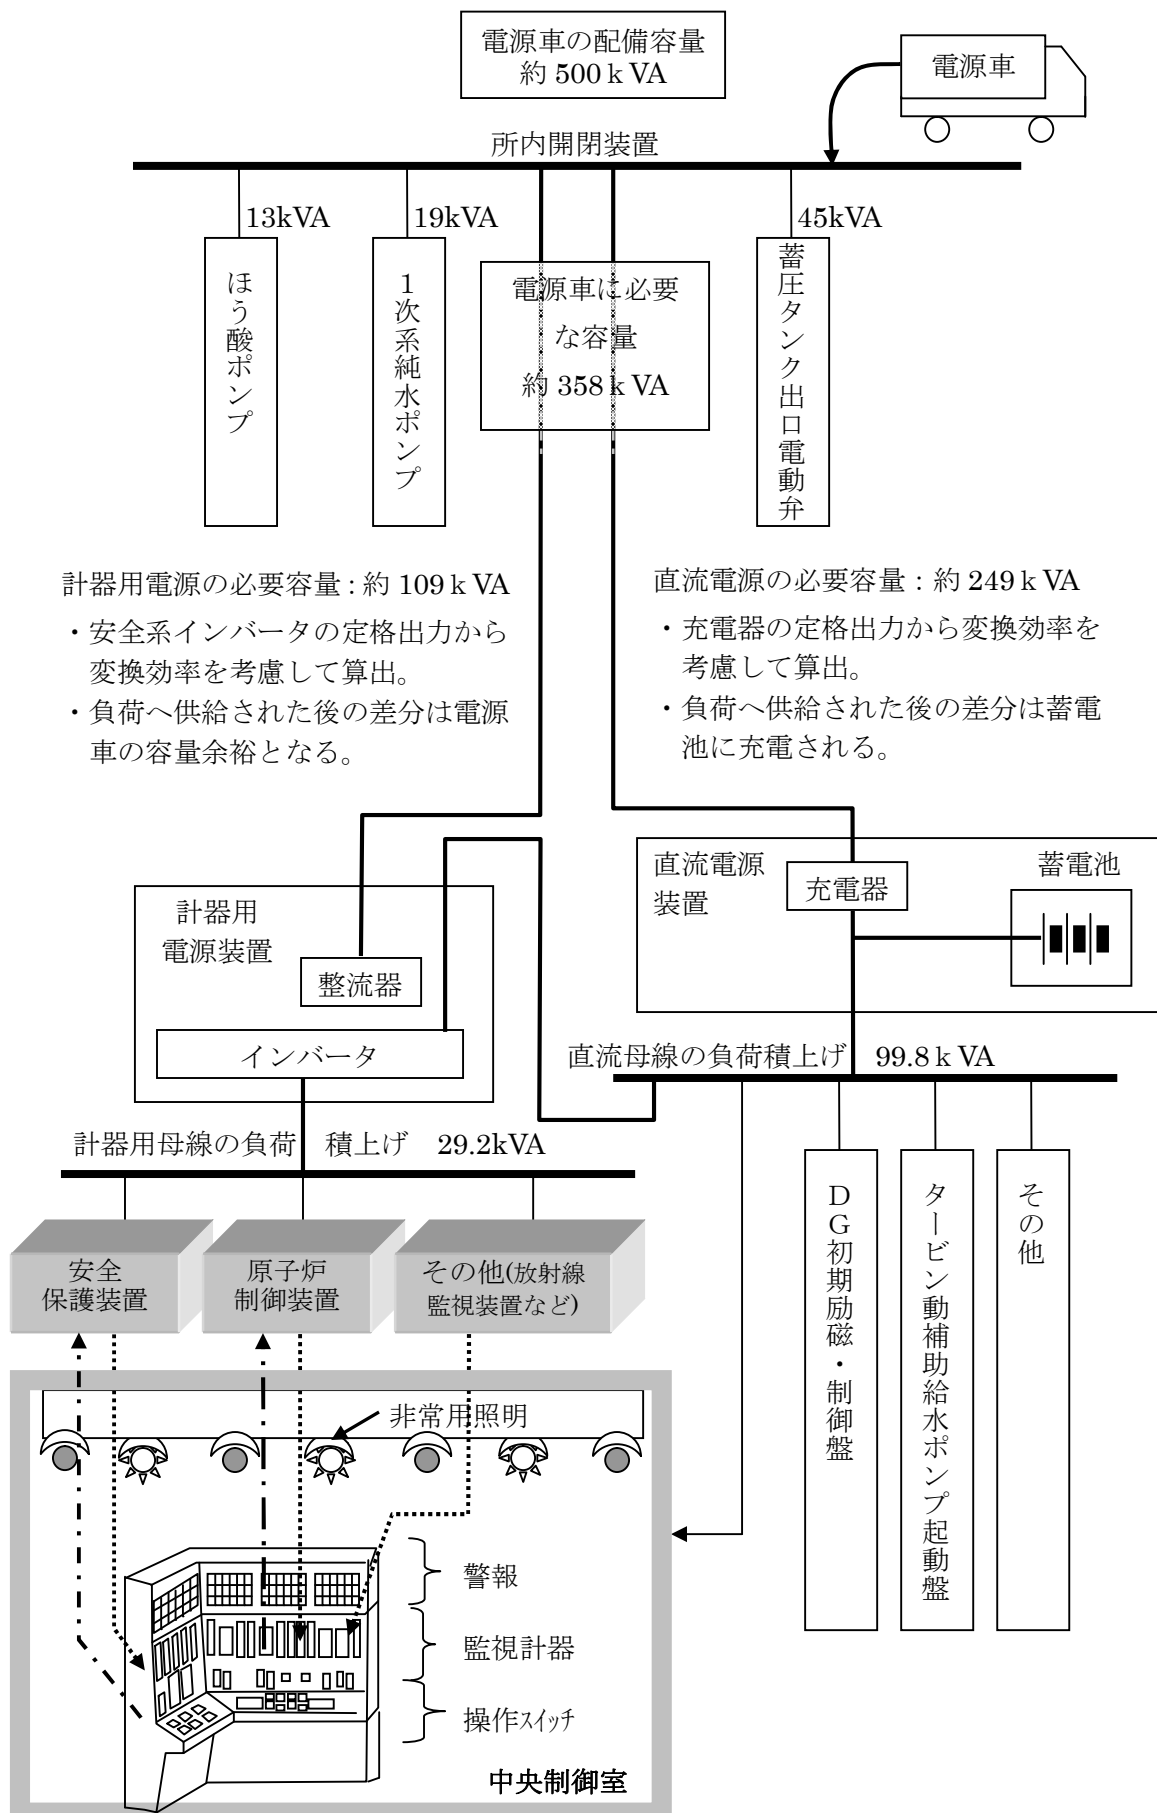 電源車の配備容量
約 500ｋVA
電源車
所内開閉装置
13kVA
19kVA
45kVA
ほう酸ポンプ
１次系純水ポンプ
電源車に必要
な容量
約 358ｋVA
蓄圧タンク出口電動弁
計器用電源の必要容量：約 109ｋVA
・安全系インバータの定格出力から
変換効率を考慮して算出。
・負荷へ供給された後の差分は電源
車の容量余裕となる。
直流電源の必要容量：約 249ｋVA
・充電器の定格出力から変換効率を
考慮して算出。
・負荷へ供給された後の差分は蓄電
池に充電される。
計器用
電源装置
整流器
インバータ
直流電源
装置
充電器
蓄電池
直流母線の負荷積上げ 99.8ｋVA
計器用母線の負荷 積上げ 29.2kVA
安全
保護装置
原子炉
制御装置
その他(放射線
監視装置など)
ＤＧ初期励磁・制御盤
タービン動補助給水ポンプ起動盤
その他
非常用照明
警報
監視計器
操作ｽｲｯﾁ
中央制御室